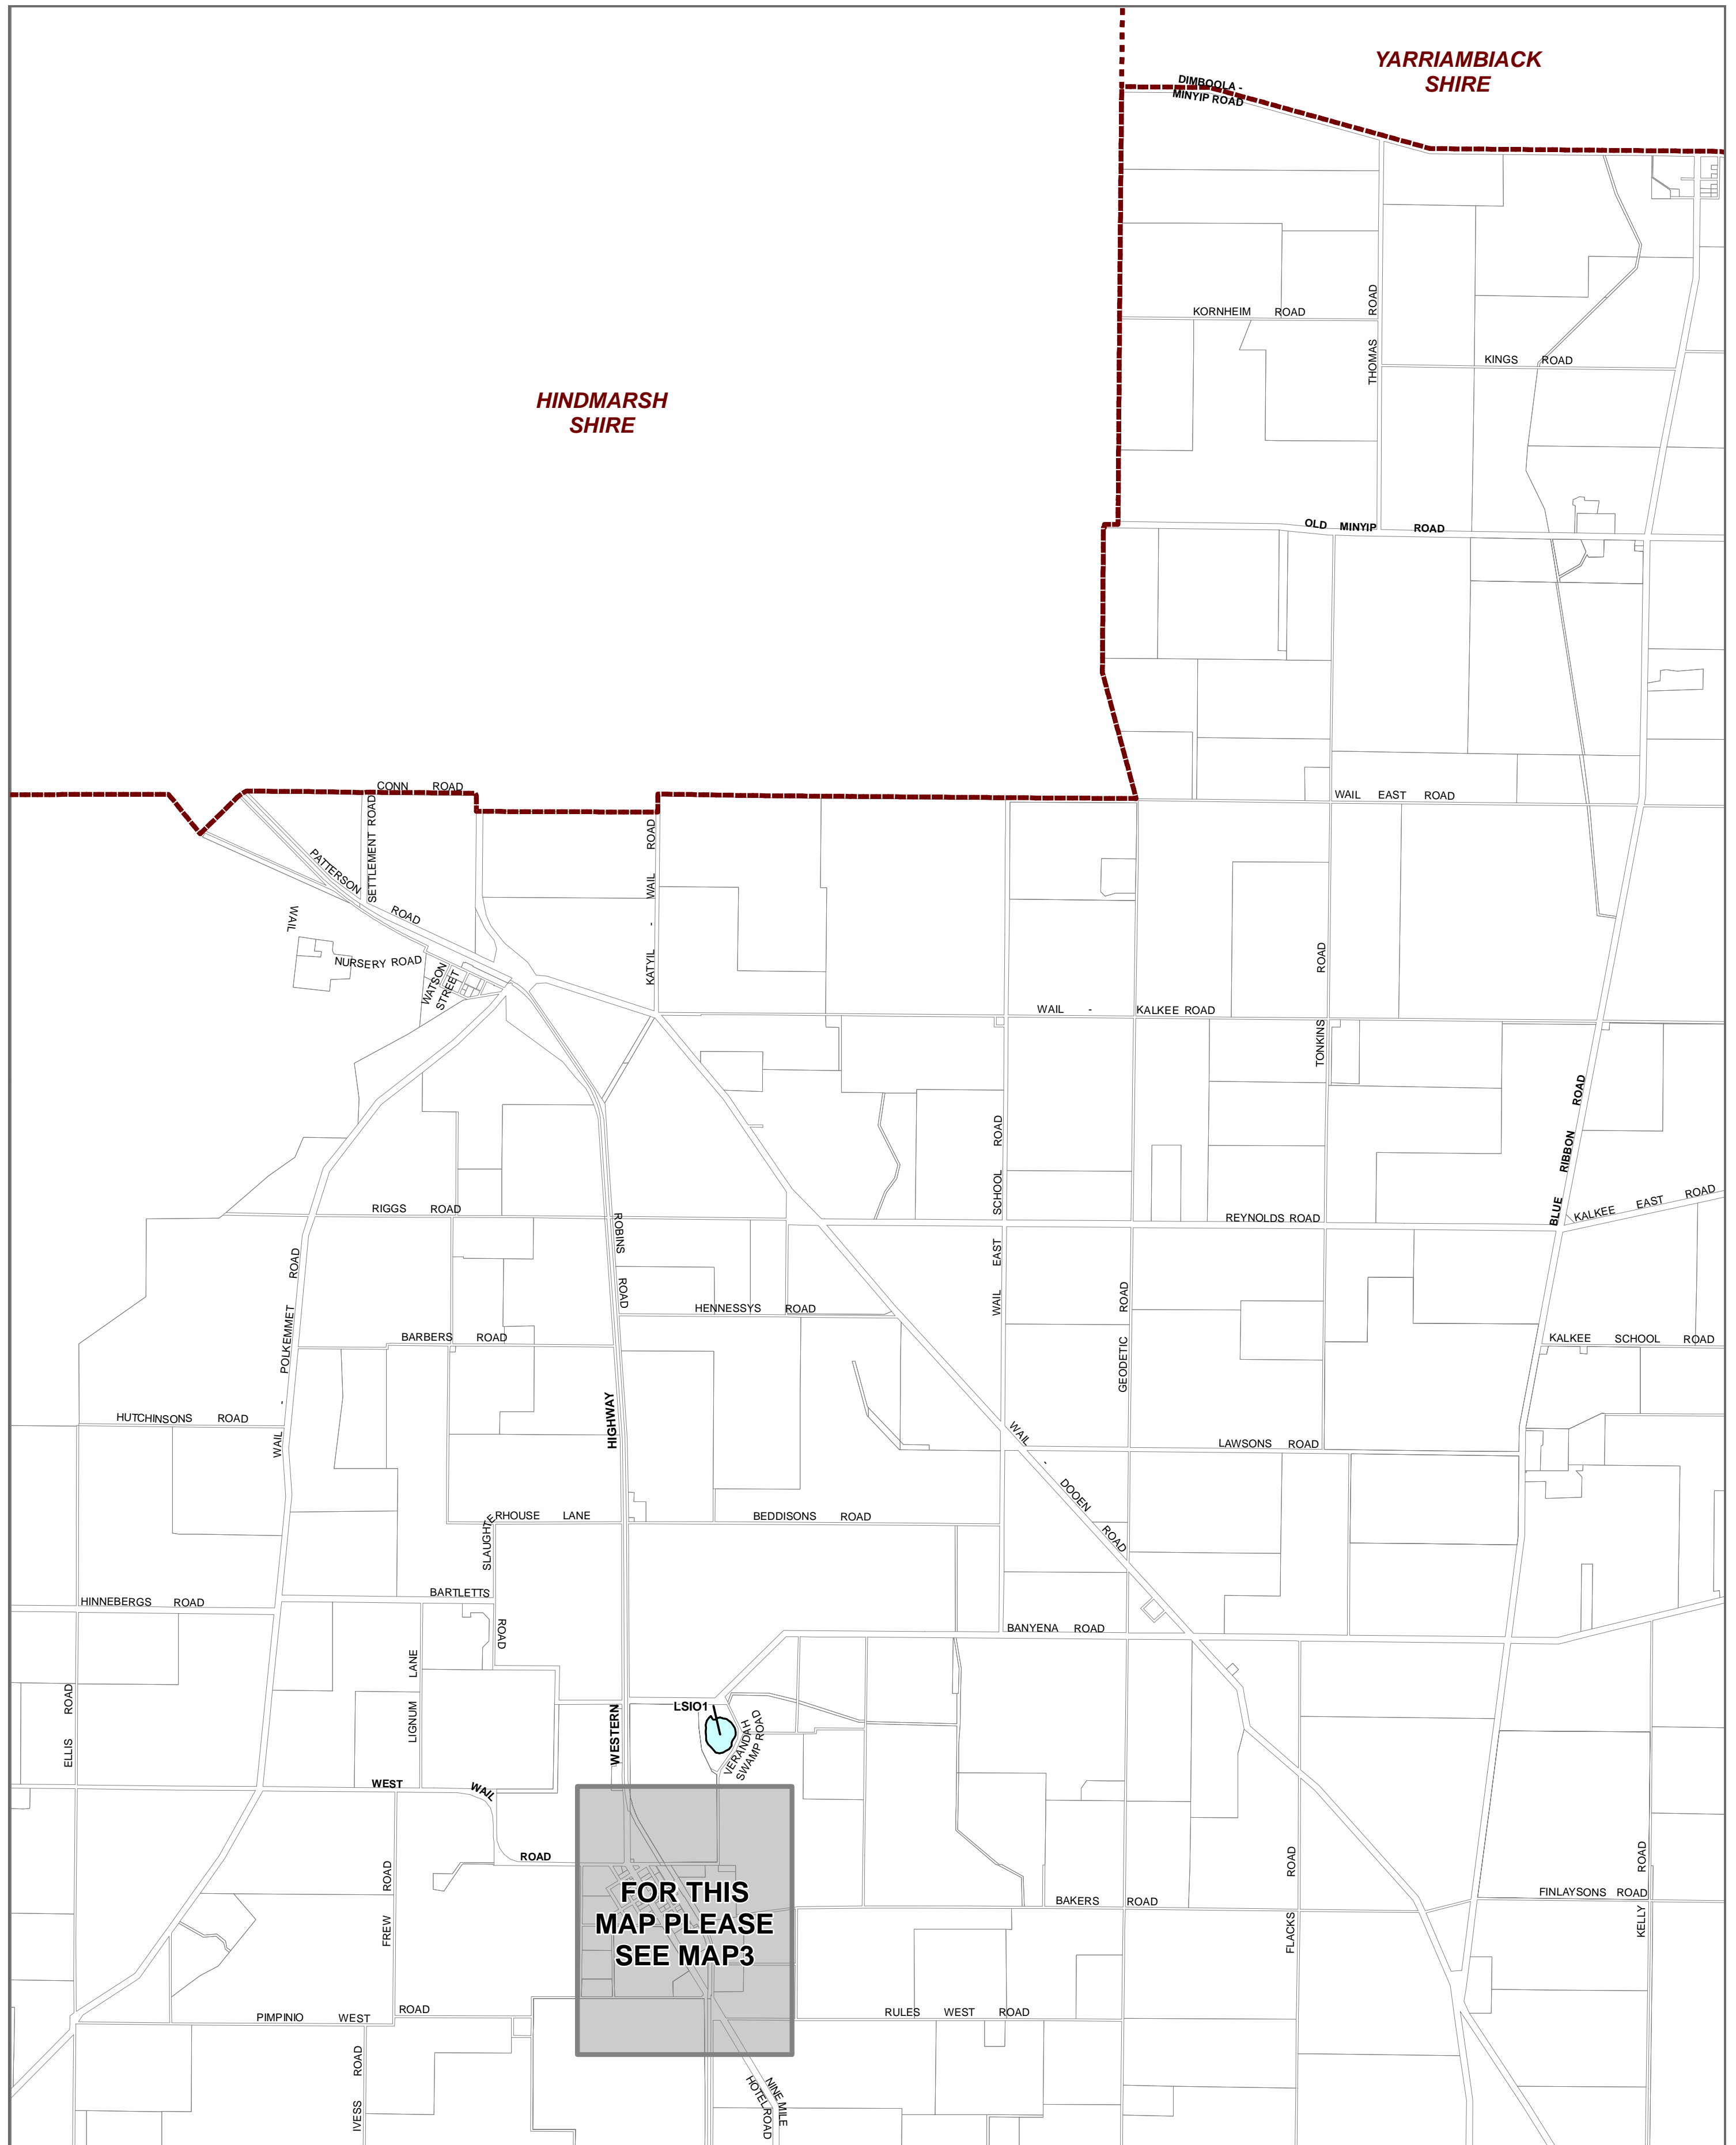 YARRIAMBIACK
SHIRE
DIMBOOLA -
MINYIP ROAD
KORNHEIM ROAD
THOMAS ROAD
KINGS ROAD
HINDMARSH
SHIRE
OLD MINYIP ROAD
CONN ROAD
WAIL EAST ROAD
SETTLEMENT ROAD
PATTERSON ROAD
KATYIL - WAIL ROAD
WAIL
NURSERY ROAD
WATSON
STREET
WAIL - KALKEE ROAD
TONKINS ROAD
BLUE RIBBON ROAD
KALKEE EAST ROAD
RIGGS ROAD
ROBINS ROAD
WAIL EAST SCHOOL ROAD
REYNOLDS ROAD
WAIL - POLKEMMET ROAD
HENNESSYS ROAD
GEODETIC ROAD
BARBERS ROAD
KALKEE SCHOOL ROAD
HUTCHINSONS ROAD
WESTERN HIGHWAY
WAIL - DOOEN ROAD
LAWSONS ROAD
SLAUGHTERHOUSE LANE
BEDDISONS ROAD
BARTLETTS ROAD
HINNEBERGS ROAD
BANYENA ROAD
ELLIS ROAD
LIGNUM LANE
LSIO1
VERANDAH
SWAMP ROAD
WEST WAIL ROAD
FREW ROAD
FOR THIS
MAP PLEASE
SEE MAP3
BAKERS ROAD
FLACKS ROAD
FINLAYSONS ROAD
KELLY ROAD
PIMPINIO WEST ROAD
RULES WEST ROAD
IVESS ROAD
NINE MILE
HOTEL ROAD